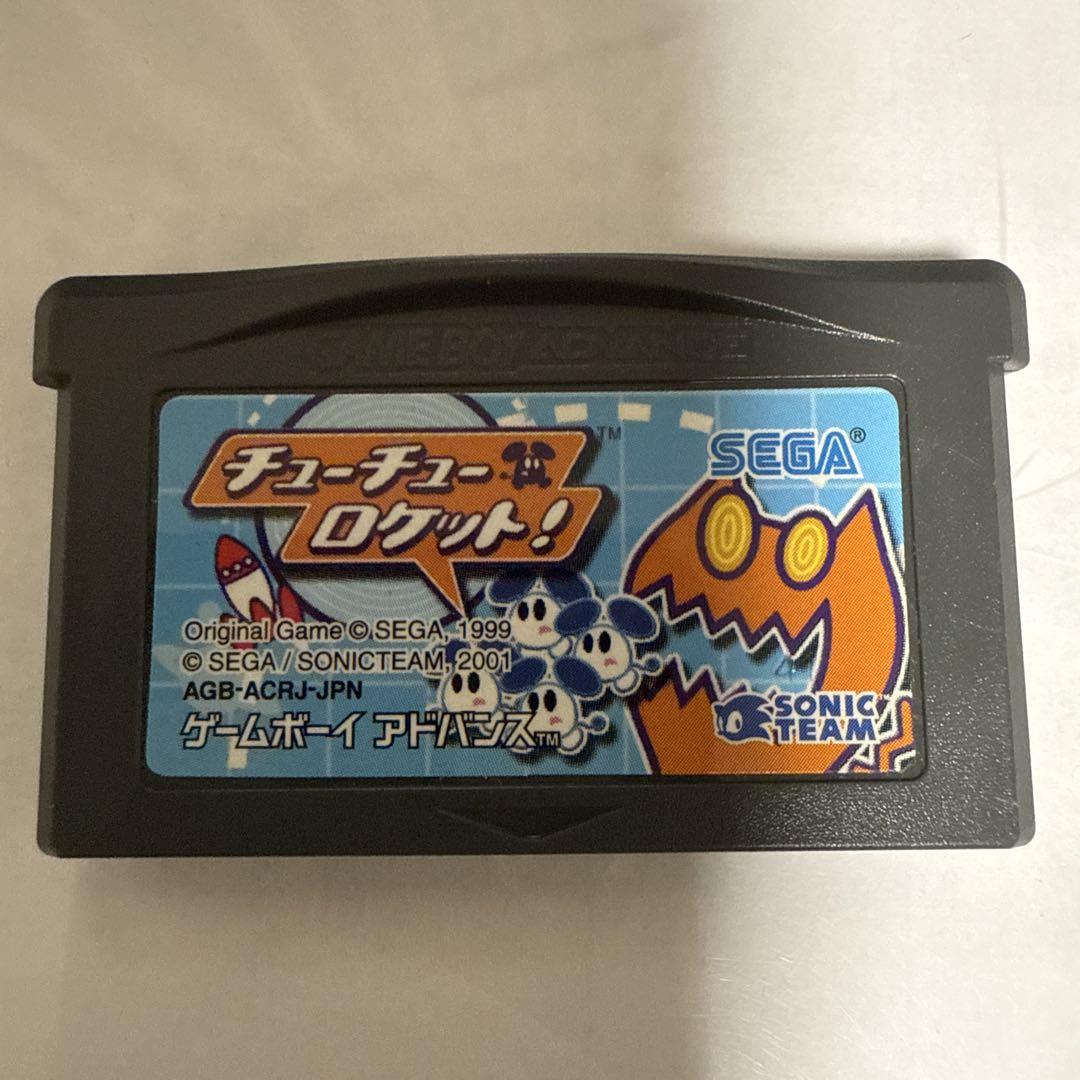 GAME BOY ADVANCE
チューチュー
ロケット!
TM
SEGA®
Original Game © SEGA, 1999
© SEGA / SONICTEAM, 2001
AGB-ACRJ-JPN
ゲームボーイ アドバンスTM
SONIC
TEAM
TM